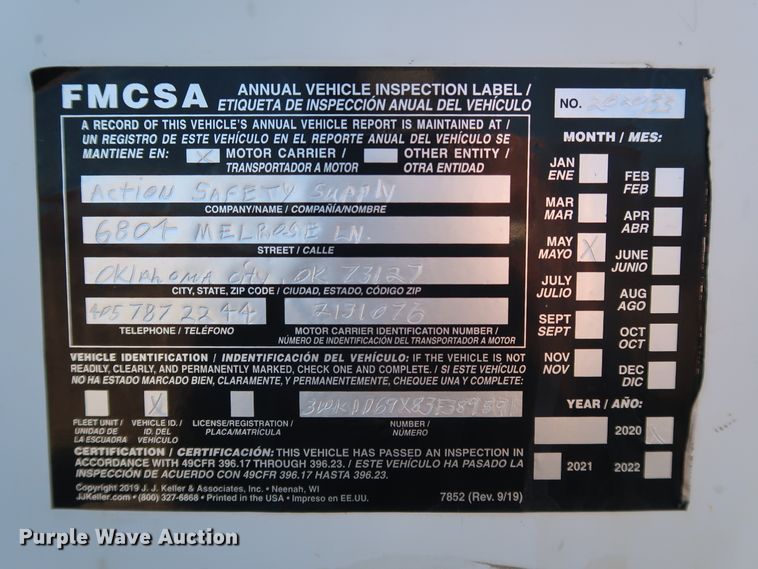 FMCSA
ANNUAL VEHICLE INSPECTION LABEL /
ETIQUETA DE INSPECCIÓN ANUAL DEL VEHÍCULO
NO.
A RECORD OF THIS VEHICLE'S ANNUAL VEHICLE REPORT IS MAINTAINED AT /
UN REGISTRO DE ESTE VEHÍCULO EN EL REPORTE ANUAL DEL VEHÍCULO SE
MANTIENE EN: X MOTOR CARRIER / OTHER ENTITY /
TRANSPORTADOR A MOTOR OTRA ENTIDAD
ACTION SAFETY SUPPLY
COMPANY/NAME / COMPAÑÍA/NOMBRE
6804 MELROSE LN.
STREET / CALLE
OKLAHOMA CITY, OK 73127
CITY, STATE, ZIP CODE / CIUDAD, ESTADO, CÓDIGO ZIP
405 787 2244
TELEPHONE / TELÉFONO
MOTOR CARRIER IDENTIFICATION NUMBER /
NÚMERO DE INDENTIFICACIÓN DEL TRANSPORTADOR A MOTOR
VEHICLE IDENTIFICATION / INDENTIFICACIÓN DEL VEHÍCULO: IF THE VEHICLE IS NOT
READILY, CLEARLY, AND PERMANENTLY MARKED, CHECK ONE AND COMPLETE. / SI ESTE VEHÍCULO
NO HA ESTADO MARCADO BIEN, CLARAMENTE, Y PERMANENTEMENTE, CHEQUEE UNA Y COMPLETE:
X
FLEET UNIT / VEHICLE ID. / LICENSE/REGISTRATION / NUMBER /
UNIDAD DE ID. DEL PLACA/MATRÍCULA NÚMERO
LA ESCUADRA VEHÍCULO
CERTIFICATION / CERTIFICACIÓN: THIS VEHICLE HAS PASSED AN INSPECTION IN
ACCORDANCE WITH 49CFR 396.17 THROUGH 396.23. / ESTE VEHÍCULO HA PASADO LA
INSPECCIÓN DE ACUERDO CON 49CFR 396.17 HASTA 396.23.
Copyright 2019 J. J. Keller & Associates, Inc. • Neenah, WI
JJKeller.com • (800) 327-6868 • Printed in the USA • Impreso en EE.UU.
7852 (Rev. 9/19)
MONTH / MES:
JAN FEB
ENE FEB
MAR APR
MAR ABR
MAY X JUNE
MAYO JUNIO
JULY AUG
JULIO AGO
SEPT OCT
SEPT OCT
NOV DEC
NOV DIC
YEAR / AÑO:
2020
2021 2022
Purple Wave Auction